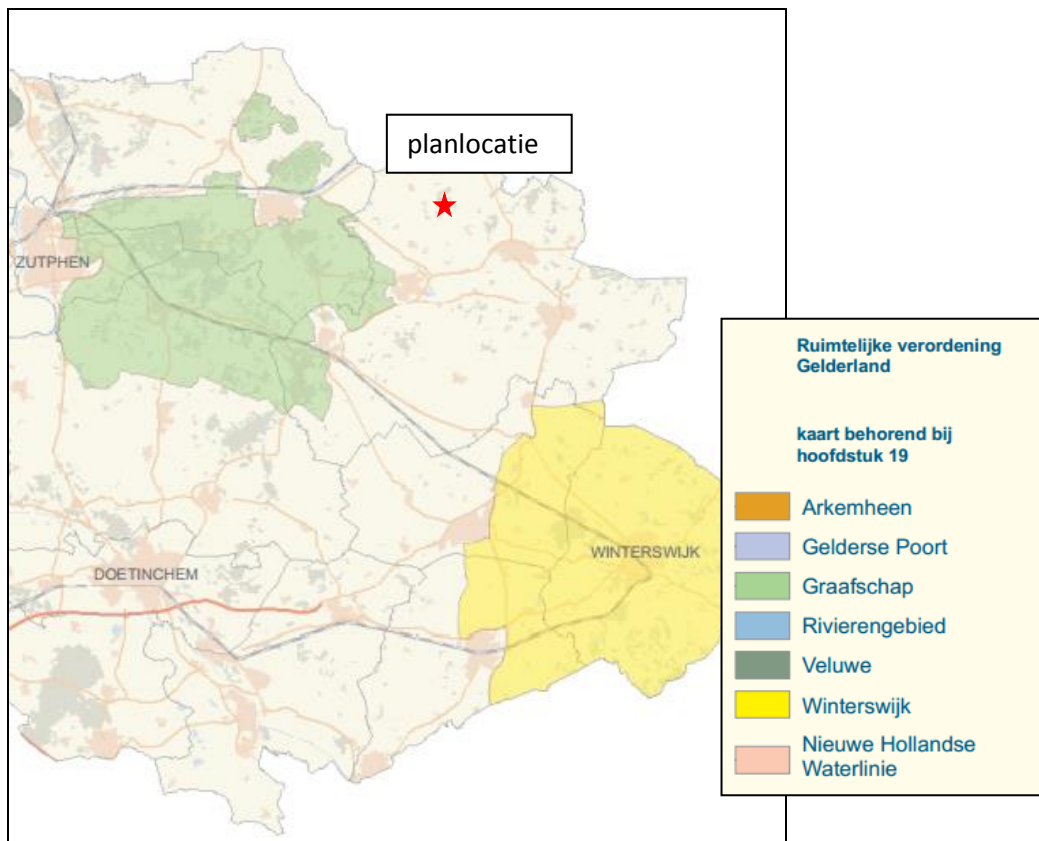 planlocatie
ZUTPHEN
DOETINCHEM
WINTERSWIJK
Ruimtelijke verordening
Gelderland
kaart behorend bij
hoofdstuk 19
Arkemheen
Gelderse Poort
Graafschap
Rivierengebied
Veluwe
Winterswijk
Nieuwe Hollandse
Waterlinie